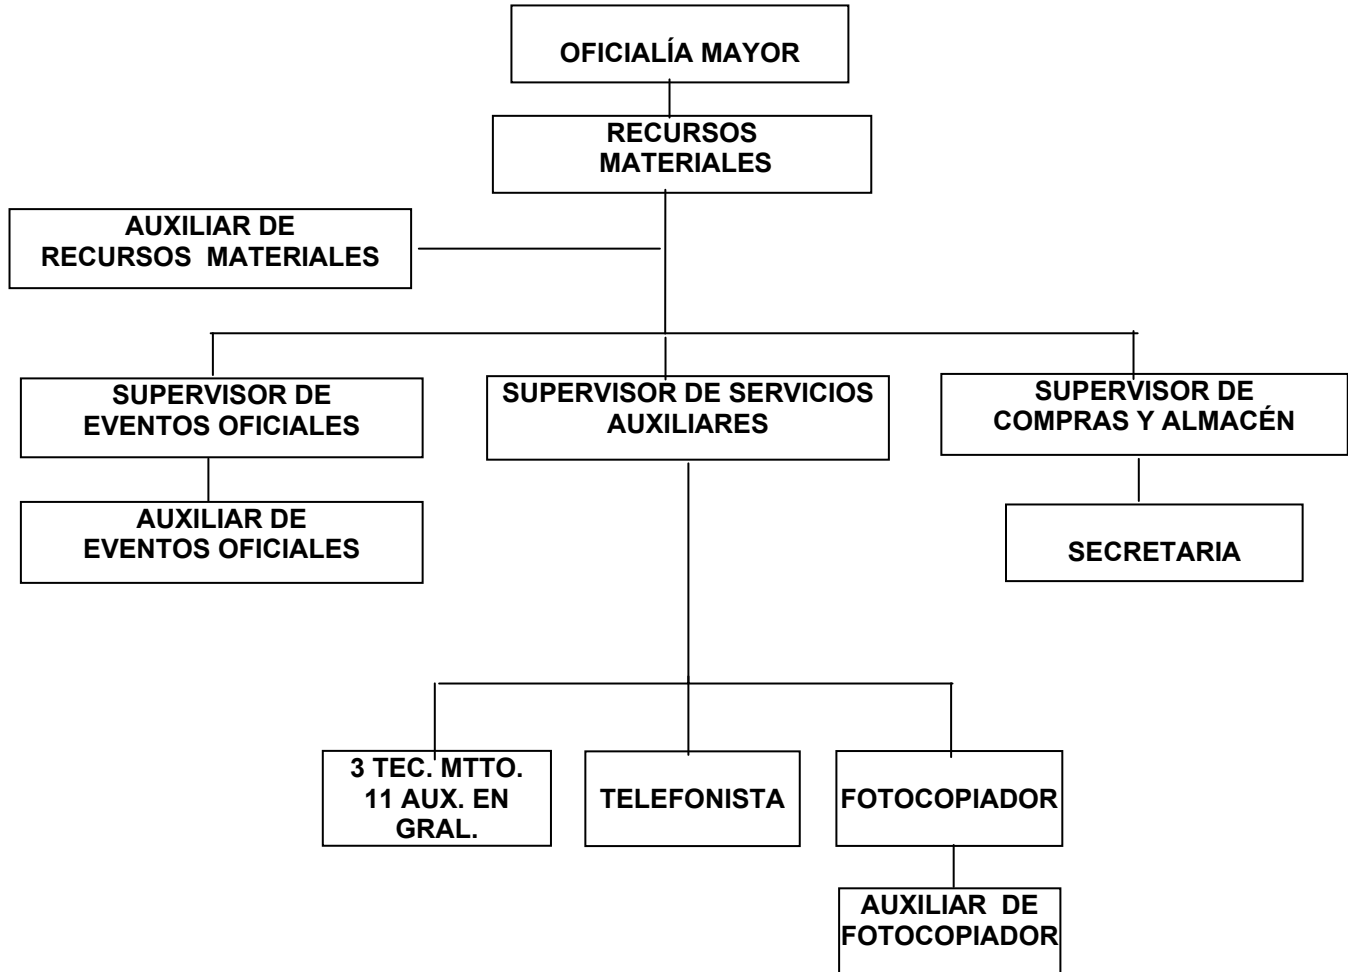 OFICIALÍA MAYOR
RECURSOS
MATERIALES
AUXILIAR DE
RECURSOS MATERIALES
SUPERVISOR DE
EVENTOS OFICIALES
SUPERVISOR DE SERVICIOS
AUXILIARES
SUPERVISOR DE
COMPRAS Y ALMACÉN
AUXILIAR DE
EVENTOS OFICIALES
SECRETARIA
3 TEC. MTTO.
11 AUX. EN
GRAL.
TELEFONISTA
FOTOCOPIADOR
AUXILIAR DE
FOTOCOPIADOR